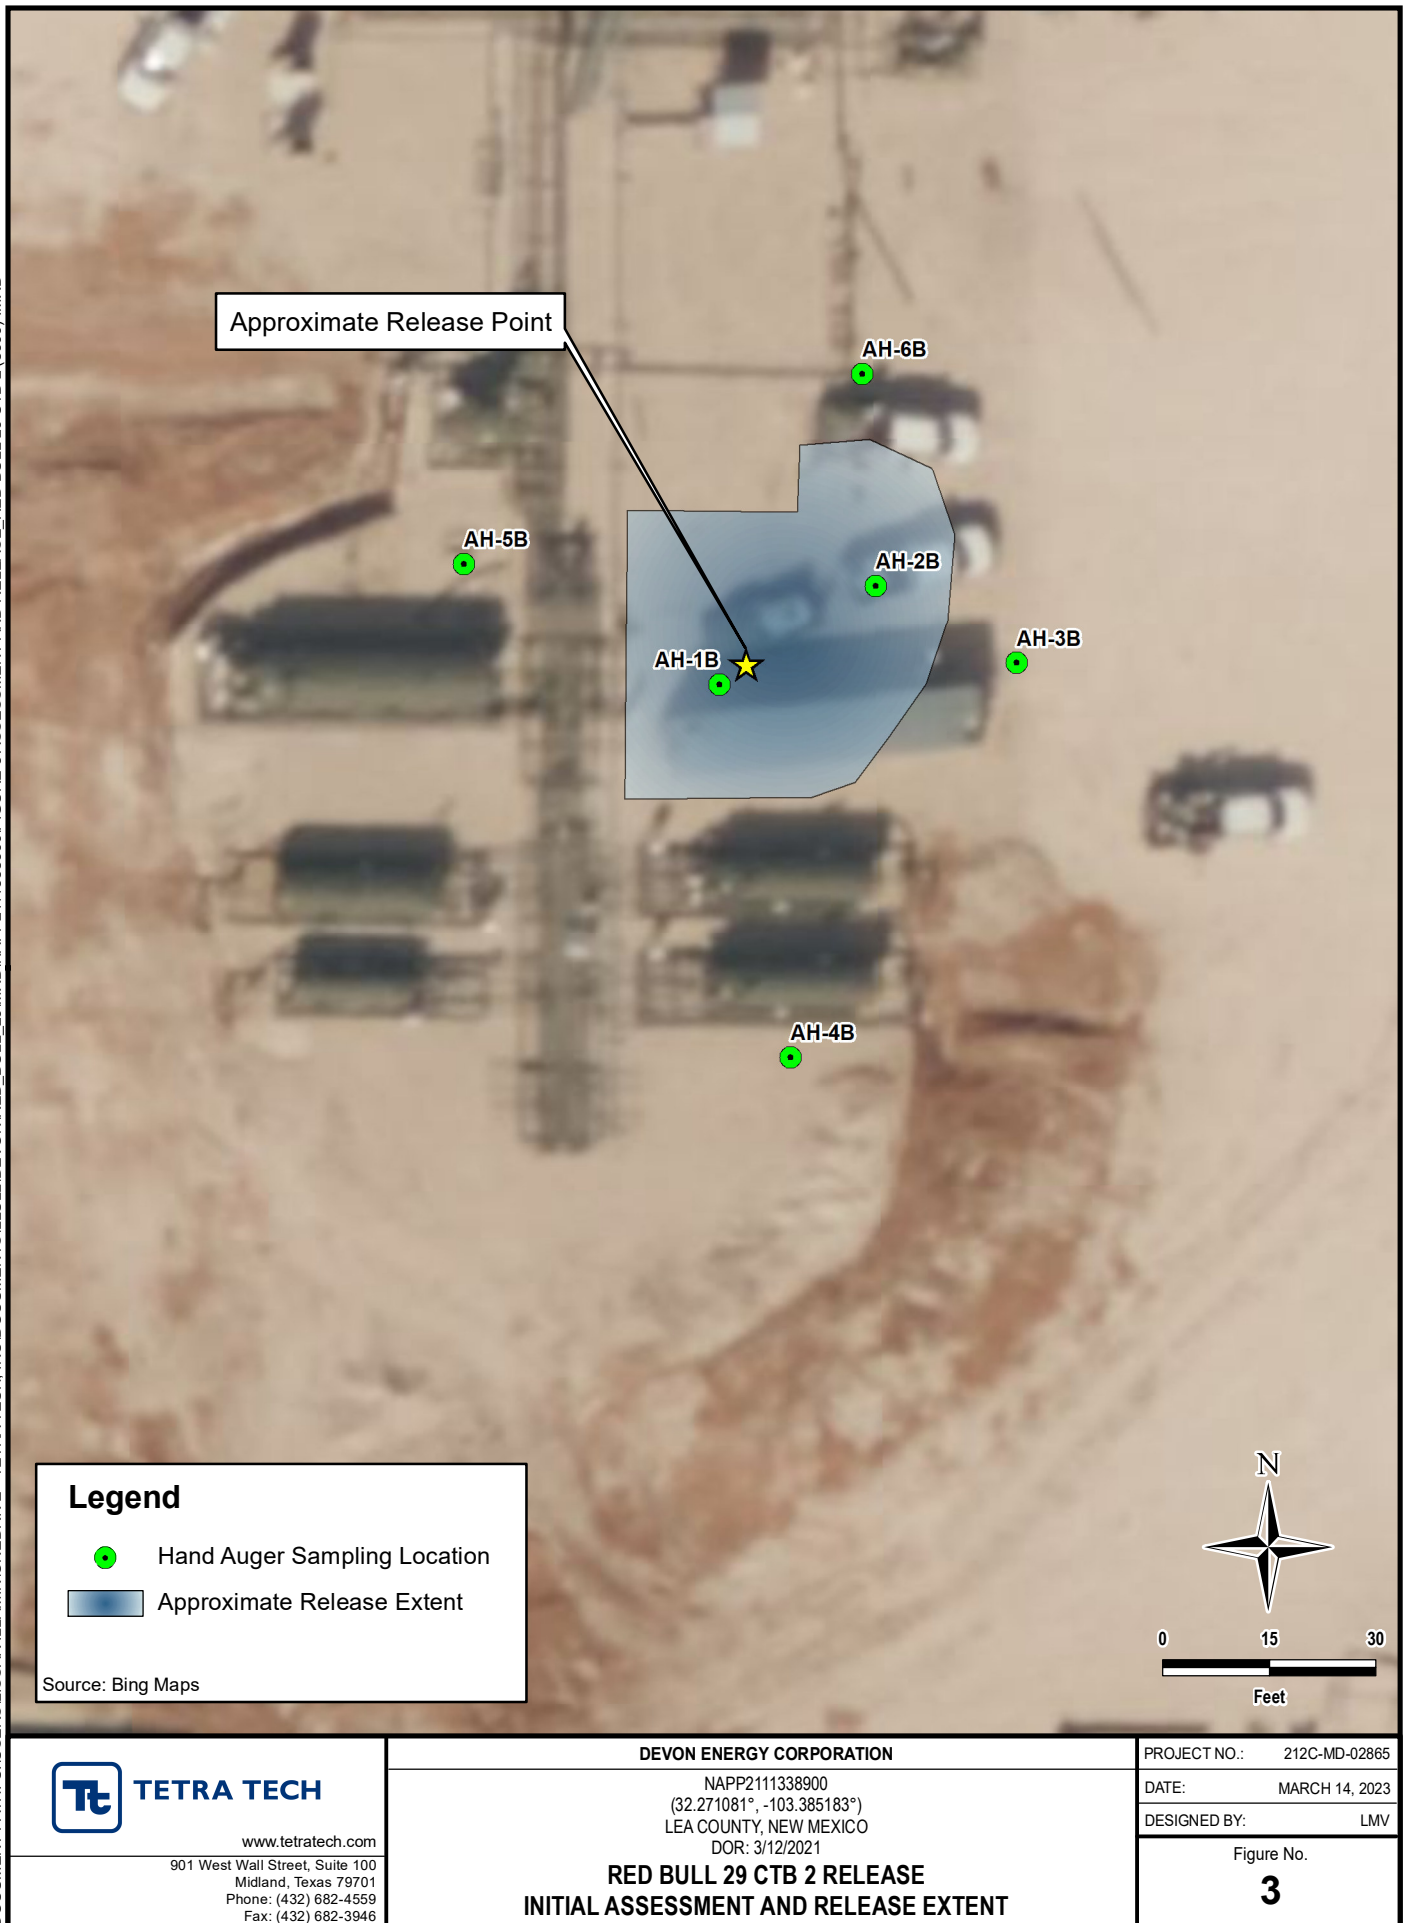 Approximate Release Point
AH-6B
AH-5B
AH-2B
AH-3B
AH-1B
AH-4B
Legend
Hand Auger Sampling Location
Approximate Release Extent
Source: Bing Maps
N
0 15 30
Feet
TETRA TECH
www.tetratech.com
901 West Wall Street, Suite 100
Midland, Texas 79701
Phone: (432) 682-4559
Fax: (432) 682-3946
DEVON ENERGY CORPORATION
NAPP2111338900
(32.271081°, -103.385183°)
LEA COUNTY, NEW MEXICO
DOR: 3/12/2021
RED BULL 29 CTB 2 RELEASE
INITIAL ASSESSMENT AND RELEASE EXTENT
PROJECT NO.: 212C-MD-02865
DATE: MARCH 14, 2023
DESIGNED BY: LMV
Figure No.
3